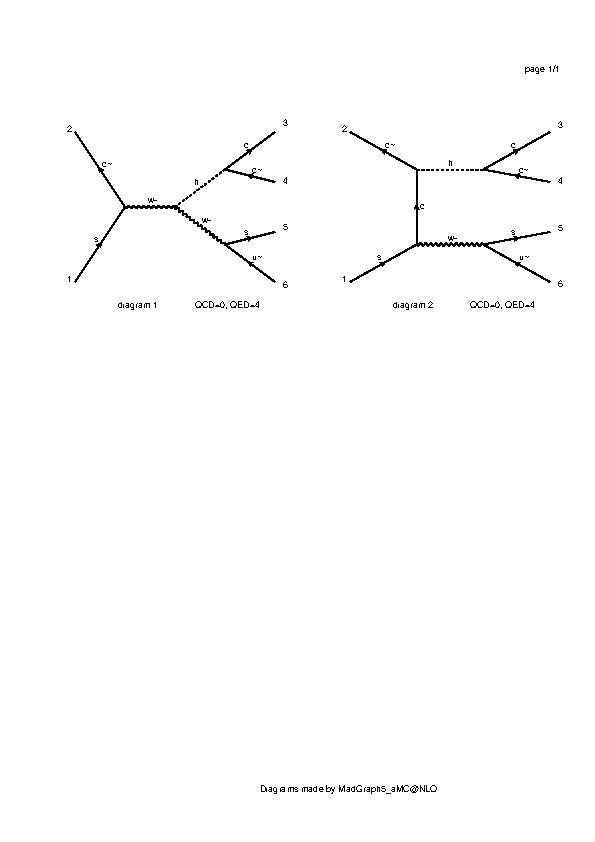 page 1/1
2
c~
s
1
w-
h
w-
c
c~
s
u~
3
4
5
6
diagram 1 QCD=0, QED=4
2
c~
c
s
1
h
w-
c
c~
s
u~
3
4
5
6
diagram 2 QCD=0, QED=4
Diagrams made by MadGraph5_aMC@NLO